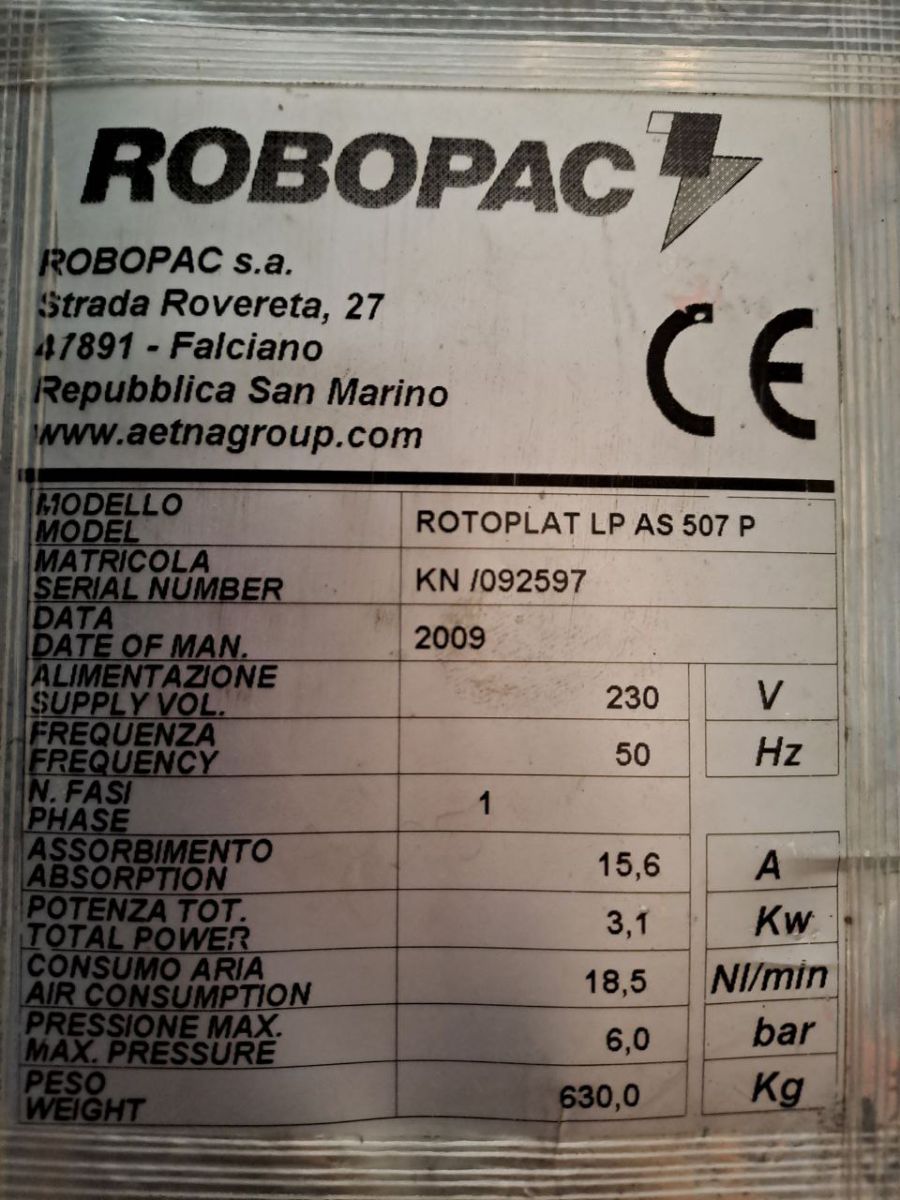 ROBOPAC
ROBOPAC s.a.
Strada Rovereta, 27
47891 - Falciano
Repubblica San Marino
www.aetnagroup.com
CE
MODELLO
MODEL
ROTOPLAT LP AS 507 P
MATRICOLA
SERIAL NUMBER
KN /092597
DATA
DATE OF MAN.
2009
ALIMENTAZIONE
SUPPLY VOL.
230 V
FREQUENZA
FREQUENCY
50 Hz
N. FASI
PHASE
1
ASSORBIMENTO
ABSORPTION
15,6 A
POTENZA TOT.
TOTAL POWER
3,1 Kw
CONSUMO ARIA
AIR CONSUMPTION
18,5 Nl/min
PRESSIONE MAX.
MAX. PRESSURE
6,0 bar
PESO
WEIGHT
630,0 Kg